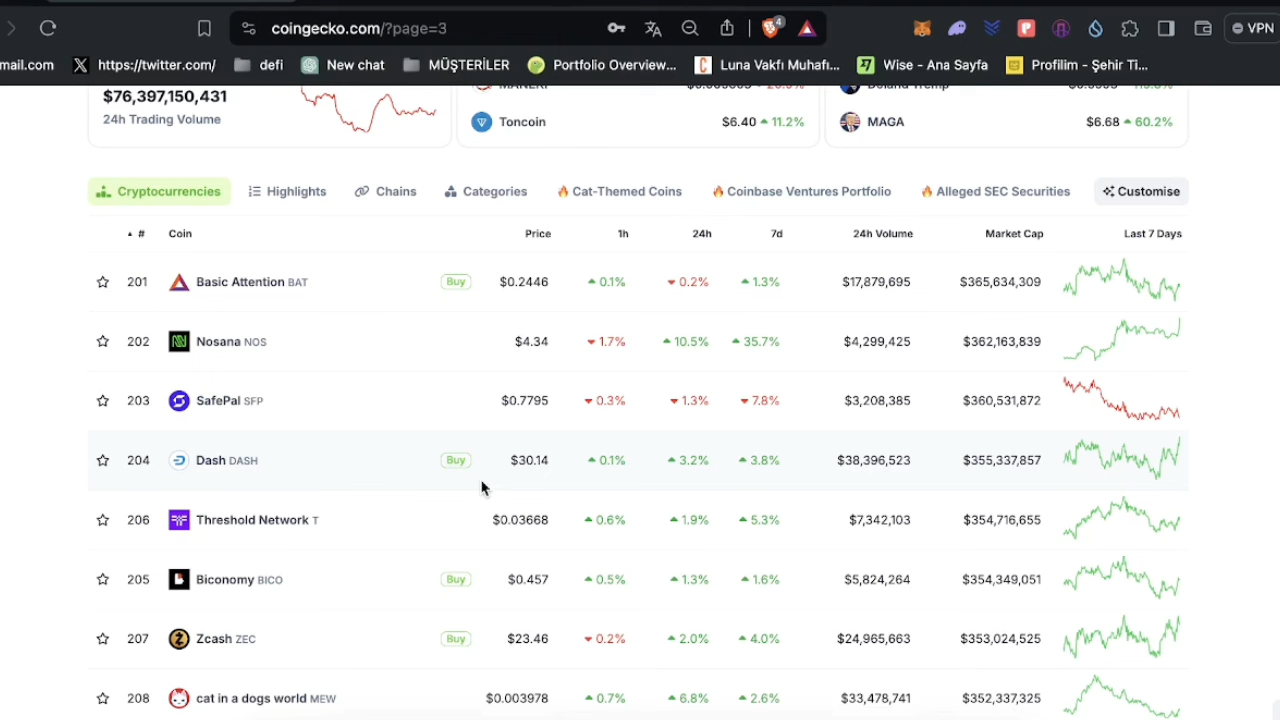 coingecko.com/?page=3
4
VPN
mail.com https://twitter.com/ defi New chat MÜŞTERİLER Portfolio Overview... Luna Vakfı Muhafı... Wise - Ana Sayfa Profilim - Şehir Ti...
$76,397,150,431
24h Trading Volume
Toncoin $6.40 11.2%
MAGA $6.68 60.2%
Cryptocurrencies Highlights Chains Categories Cat-Themed Coins Coinbase Ventures Portfolio Alleged SEC Securities Customise
# Coin Price 1h 24h 7d 24h Volume Market Cap Last 7 Days
201 Basic Attention BAT Buy $0.2446 0.1% 0.2% 1.3% $17,879,695 $365,634,309
202 Nosana NOS $4.34 1.7% 10.5% 35.7% $4,299,425 $362,163,839
203 SafePal SFP $0.7795 0.3% 1.3% 7.8% $3,208,385 $360,531,872
204 Dash DASH Buy $30.14 0.1% 3.2% 3.8% $38,396,523 $355,337,857
206 Threshold Network T $0.03668 0.6% 1.9% 5.3% $7,342,103 $354,716,655
205 Biconomy BICO Buy $0.457 0.5% 1.3% 1.6% $5,824,264 $354,349,051
207 Zcash ZEC Buy $23.46 0.2% 2.0% 4.0% $24,965,663 $353,024,525
208 cat in a dogs world MEW $0.003978 0.7% 6.8% 2.6% $33,478,741 $352,337,325